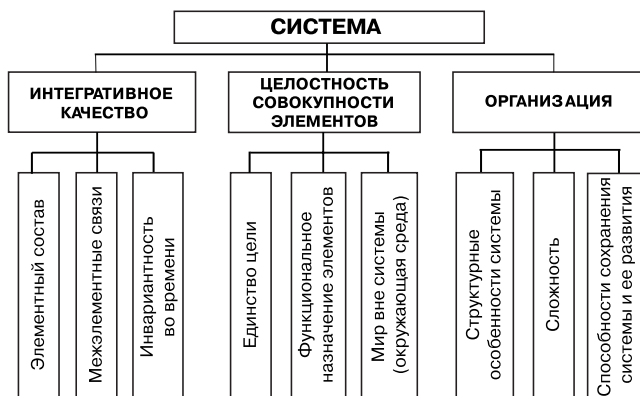 СИСТЕМА
ИНТЕГРАТИВНОЕ
КАЧЕСТВО
ЦЕЛОСТНОСТЬ
СОВОКУПНОСТИ
ЭЛЕМЕНТОВ
ОРГАНИЗАЦИЯ
Элементный состав
Межэлементные связи
Инвариантность
во времени
Единство цели
Функциональное
назначение элементов
Мир вне системы
(окружающая среда)
Структурные
особенности системы
Сложность
Способности сохранения
системы и ее развития